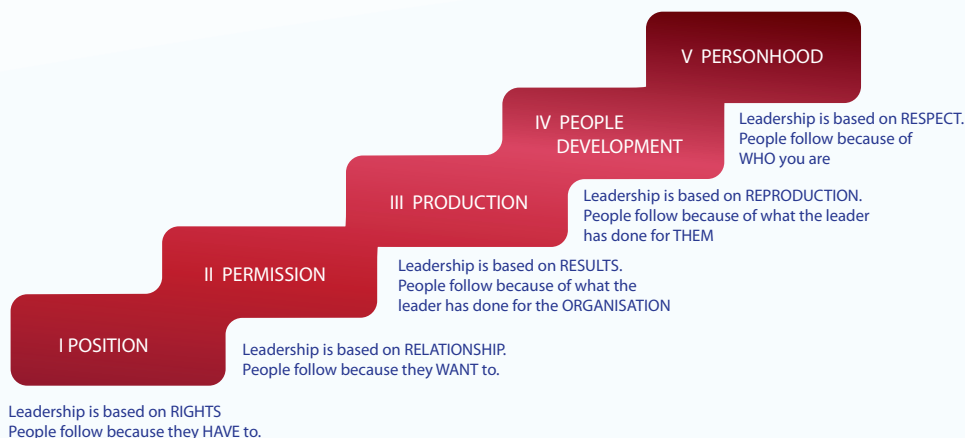 V PERSONHOOD
Leadership is based on RESPECT.
People follow because of
WHO you are
IV PEOPLE
DEVELOPMENT
Leadership is based on REPRODUCTION.
People follow because of what the leader
has done for THEM
III PRODUCTION
Leadership is based on RESULTS.
People follow because of what the
leader has done for the ORGANISATION
II PERMISSION
Leadership is based on RELATIONSHIP.
People follow because they WANT to.
I POSITION
Leadership is based on RIGHTS
People follow because they HAVE to.